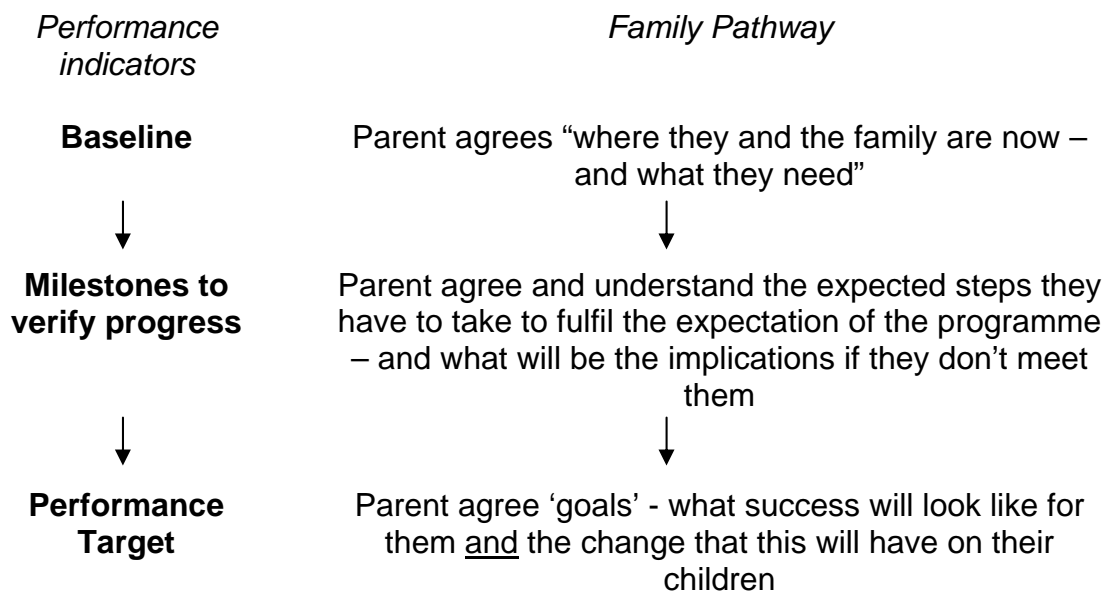 Performance
indicators
Family Pathway
Baseline
Parent agrees “where they and the family are now –
and what they need”
Milestones to
verify progress
Parent agree and understand the expected steps they
have to take to fulfil the expectation of the programme
– and what will be the implications if they don’t meet
them
Performance
Target
Parent agree ‘goals’ - what success will look like for
them and the change that this will have on their
children